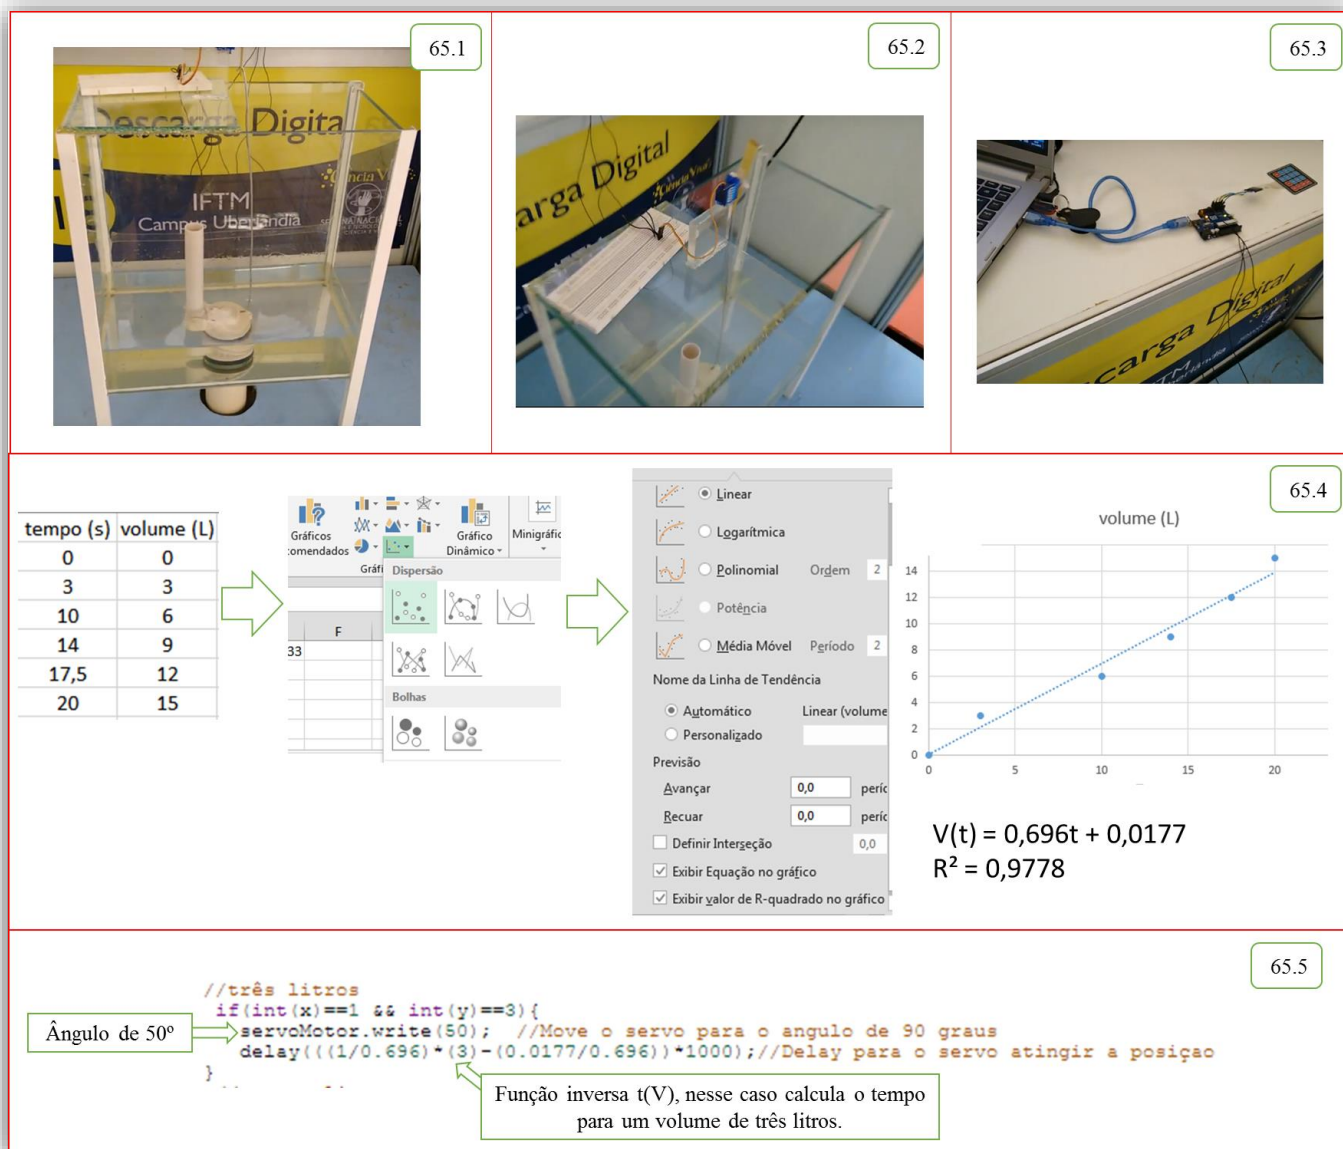 65.1
Descarga Digital
IFTM
Campus Uberlândia
65.2
arga Digital
65.3
Descarga Digital
65.4
tempo (s) volume (L)
0 0
3 3
10 6
14 9
17,5 12
20 15
Gráficos
comendados
Gráfi
Gráfico
Dinâmico
Minigráfic
Dispersão
F
33
Bolhas
Linear
Logarítmica
Polinomial Ordem 2
Potência
Média Móvel Período 2
Nome da Linha de Tendência
Automático Linear (volume
Personalizado
Previsão
Avançar 0,0 períc
Recuar 0,0 períc
Definir Interseção 0,0
Exibir Equação no gráfico
Exibir valor de R-quadrado no gráfico
volume (L)
14
12
10
8
6
4
2
0
0 5 10 15 20
V(t) = 0,696t + 0,0177
R² = 0,9778
65.5
//três litros
if(int(x)==1 && int(y)==3){
Ângulo de 50º
servoMotor.write(50); //Move o servo para o angulo de 90 graus
delay(((1/0.696)*(3)-(0.0177/0.696))*1000);//Delay para o servo atingir a posiçao
}
Função inversa t(V), nesse caso calcula o tempo
para um volume de três litros.